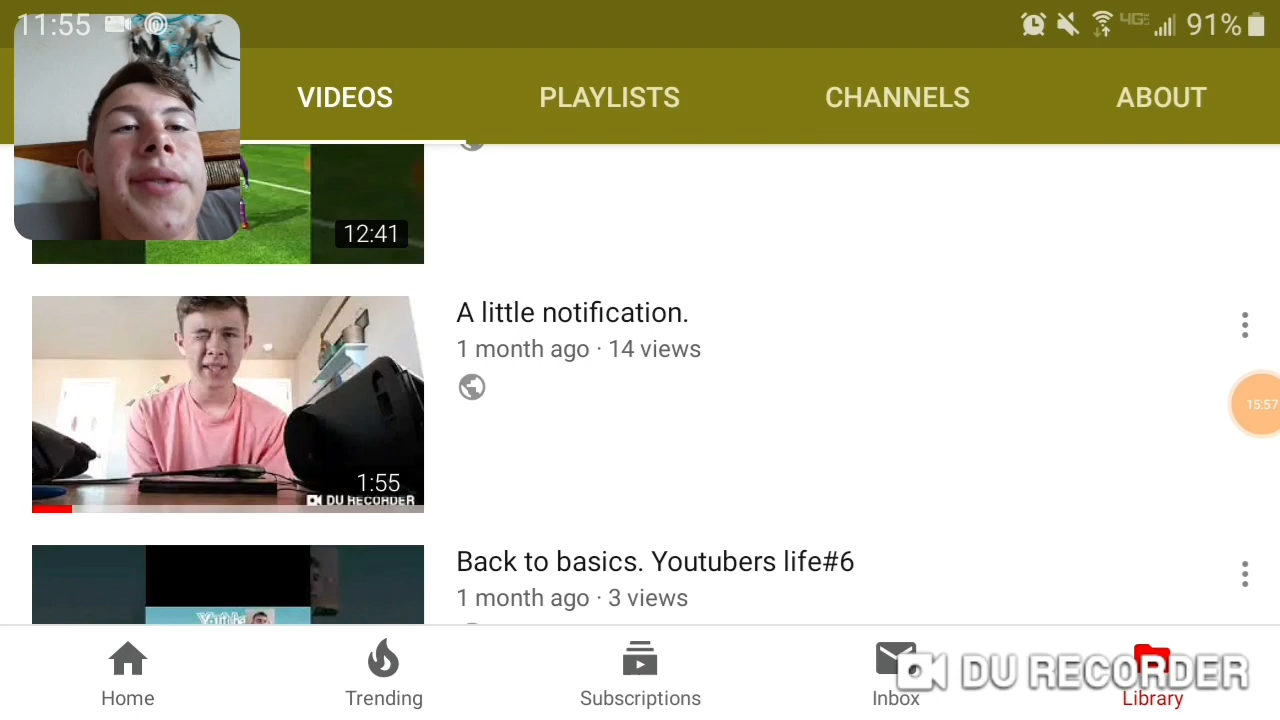 11:55
4G 91%
VIDEOS PLAYLISTS CHANNELS ABOUT
12:41
A little notification.
1 month ago · 14 views
15:57
1:55
DU RECORDER
Back to basics. Youtubers life#6
1 month ago · 3 views
Home Trending Subscriptions Inbox Library
DU RECORDER